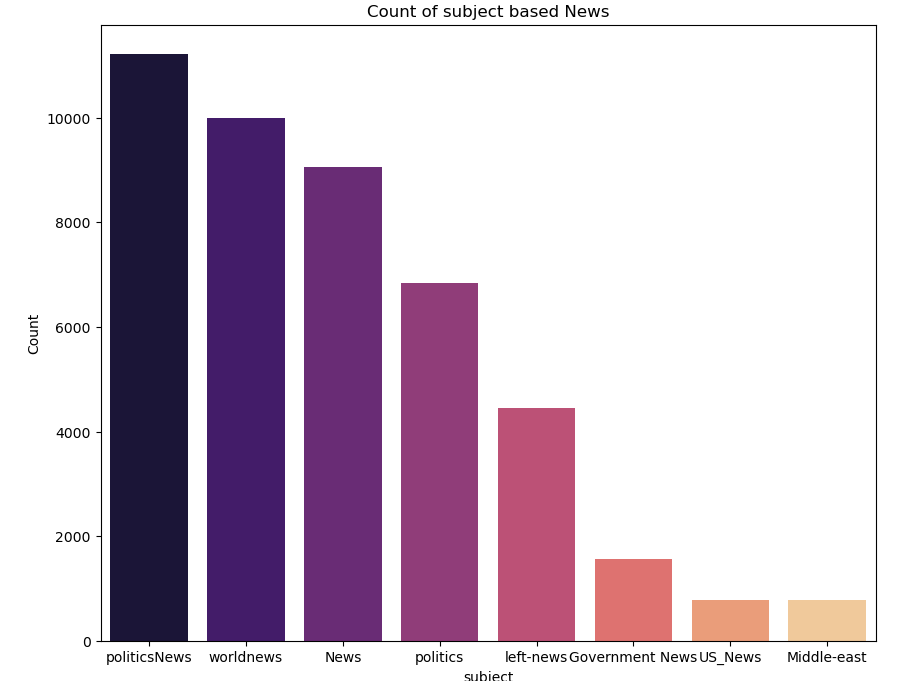 Count of subject based News
Count
10000
8000
6000
4000
2000
0
politicsNews worldnews News politics left-news Government News US_News Middle-east
subject